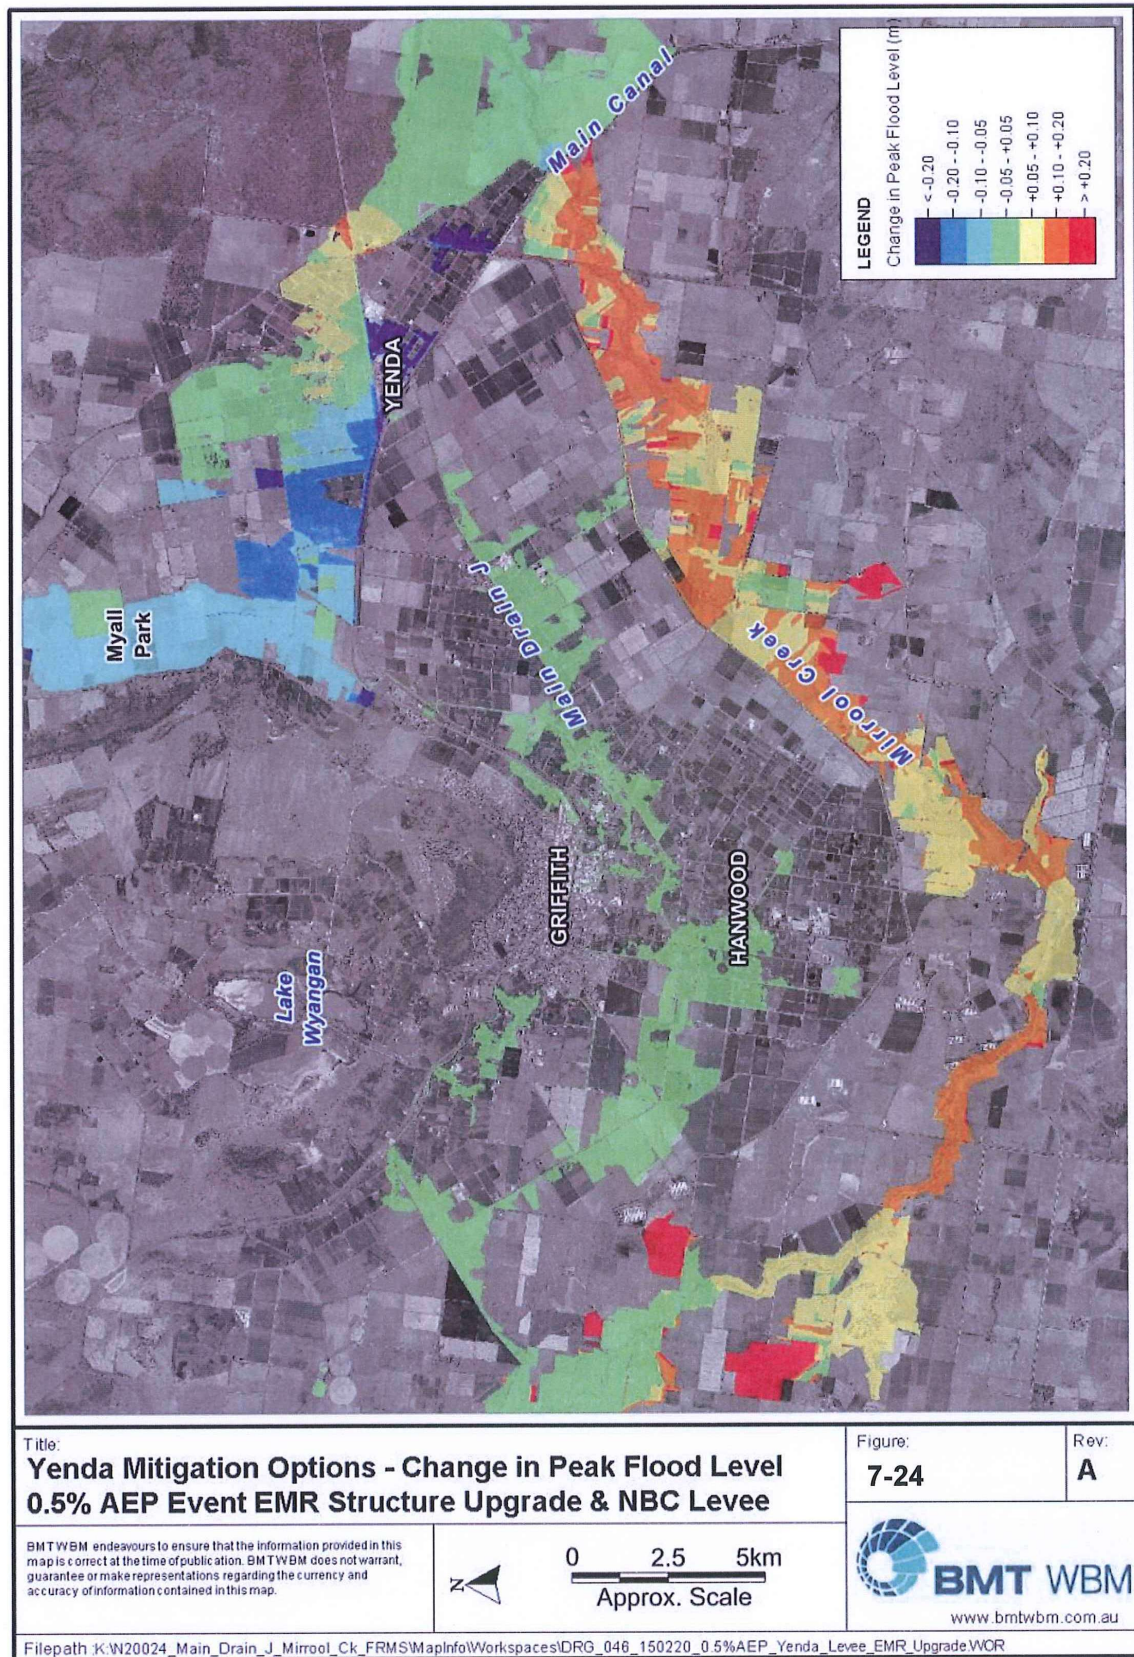 LEGEND
Change in Peak Flood Level (m)
< -0.20
-0.20 - -0.10
-0.10 - -0.05
-0.05 - +0.05
+0.05 - +0.10
+0.10 - +0.20
> +0.20
Main Canal
YENDA
Myall
Park
Main Drain J
Mirrool Creek
GRIFFITH
HANWOOD
Lake
Wyangan
Title:
Yenda Mitigation Options - Change in Peak Flood Level
0.5% AEP Event EMR Structure Upgrade & NBC Levee
Figure:
7-24
Rev:
A
BMT WBM endeavours to ensure that the information provided in this
map is correct at the time of publication. BMT WBM does not warrant,
guarantee or make representations regarding the currency and
accuracy of information contained in this map.
N
0 2.5 5km
Approx. Scale
BMT WBM
www.bmtwbm.com.au
Filepath :K:\N20024_Main_Drain_J_Mirrool_Ck_FRMS\MapInfo\Workspaces\DRG_046_150220_0.5%AEP_Yenda_Levee_EMR_Upgrade.WOR